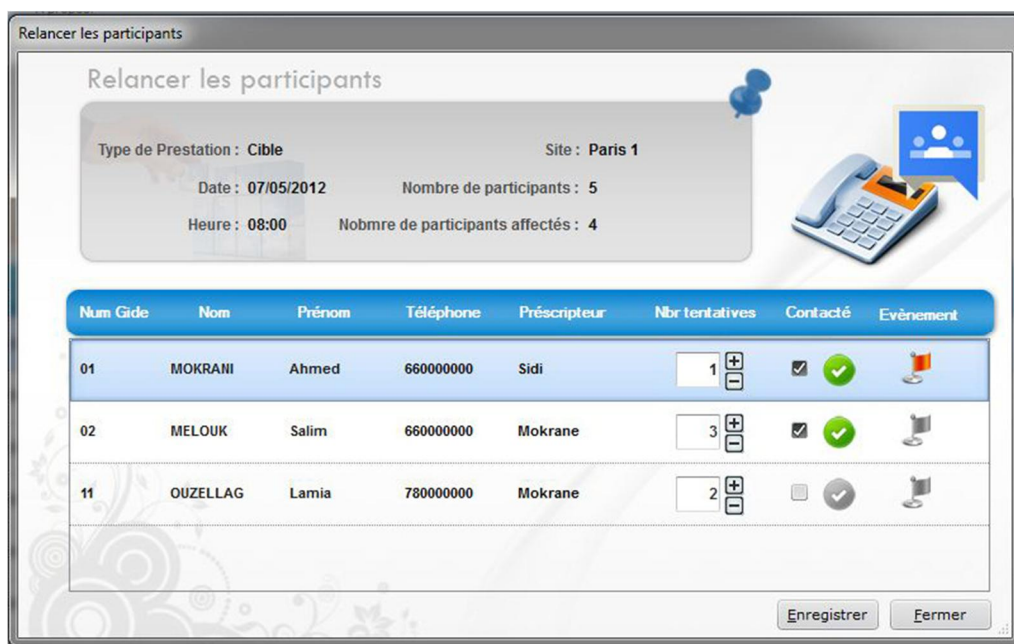 Relancer les participants
Relancer les participants
Type de Prestation : Cible Site : Paris 1
Date : 07/05/2012 Nombre de participants : 5
Heure : 08:00 Nobmre de participants affectés : 4
Num Gide Nom Prénom Téléphone Préscripteur Nbr tentatives Contacté Evènement
01 MOKRANI Ahmed 660000000 Sidi 1
02 MELOUK Salim 660000000 Mokrane 3
11 OUZELLAG Lamia 780000000 Mokrane 2
Enregistrer Fermer